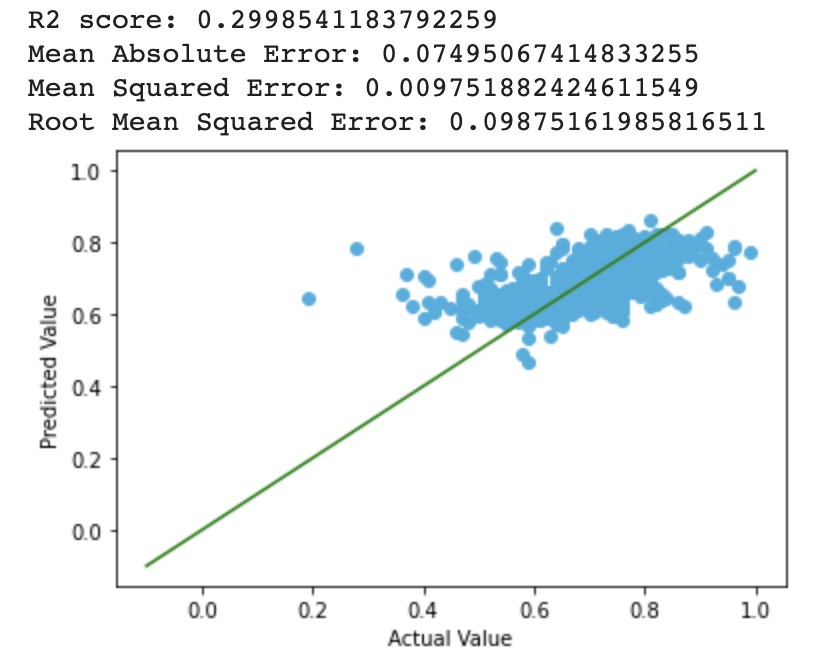 R2 score: 0.2998541183792259
Mean Absolute Error: 0.07495067414833255
Mean Squared Error: 0.009751882424611549
Root Mean Squared Error: 0.09875161985816511
1.0
0.8
0.6
0.4
0.2
0.0
Predicted Value
0.0 0.2 0.4 0.6 0.8 1.0
Actual Value